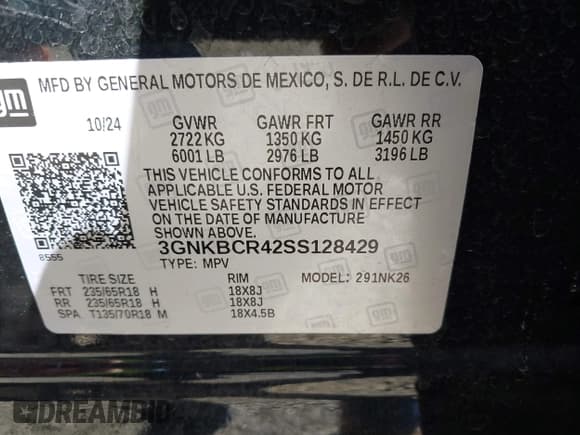 gm
MFD BY GENERAL MOTORS DE MEXICO, S. DE R.L. DE C.V.
10/24 GVWR GAWR FRT GAWR RR
2722 KG 1350 KG 1450 KG
6001 LB 2976 LB 3196 LB
THIS VEHICLE CONFORMS TO ALL
APPLICABLE U.S. FEDERAL MOTOR
VEHICLE SAFETY STANDARDS IN EFFECT
ON THE DATE OF MANUFACTURE
SHOWN ABOVE.
8555 3GNKBCR42SS128429
TYPE: MPV MODEL: 291NK26
TIRE SIZE RIM
FRT 235/65R18 H 18X8J
RR 235/65R18 H 18X8J
SPA T135/70R18 M 18X4.5B
DREAMBID